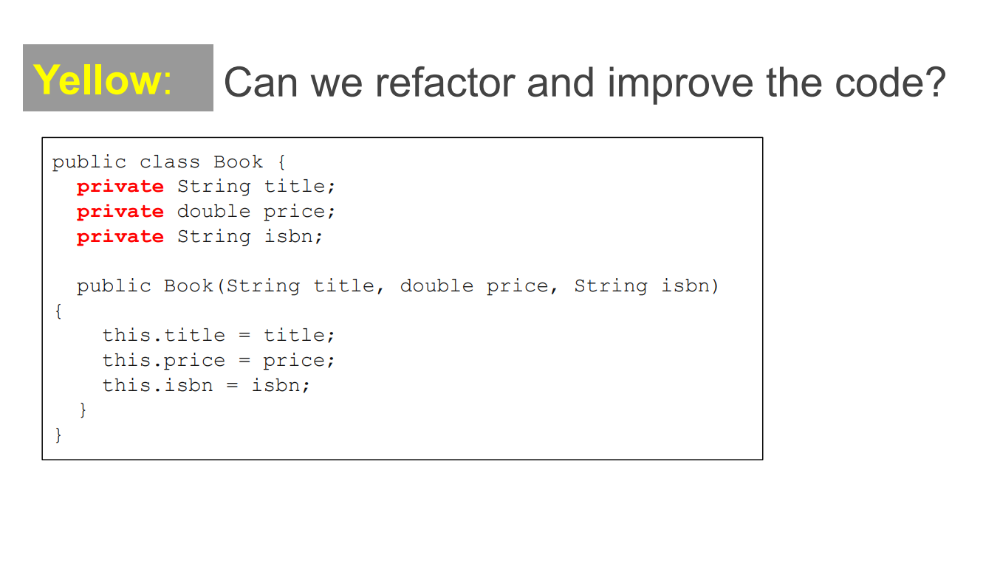 Yellow: Can we refactor and improve the code?
public class Book {
  private String title;
  private double price;
  private String isbn;

  public Book(String title, double price, String isbn)
{
    this.title = title;
    this.price = price;
    this.isbn = isbn;
  }
}